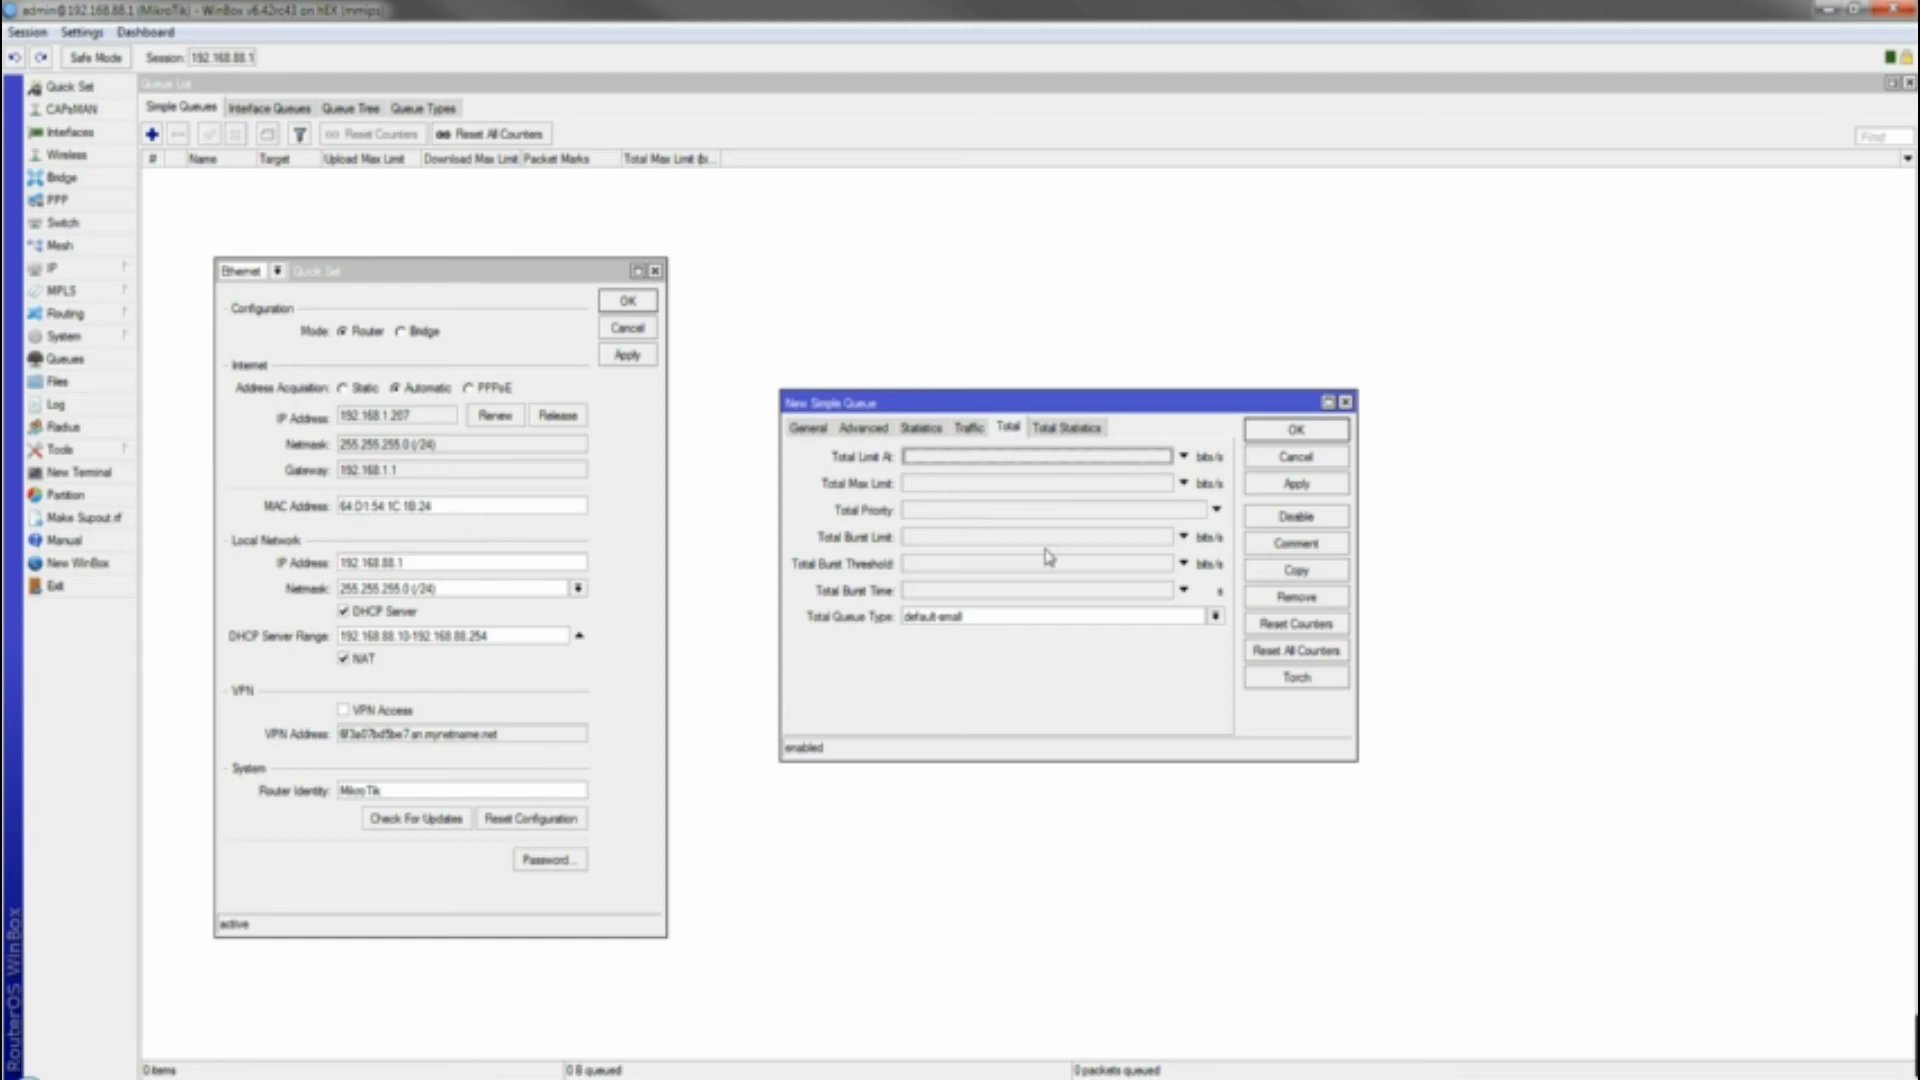 admin@192.168.88.1 (MikroTik) - WinBox v6.42rc43 on hEX (mmips)
Session Settings Dashboard
Safe Mode Session: 192.168.88.1
Queue List
Simple Queues Interface Queues Queue Tree Queue Types
00 Reset Counters 00 Reset All Counters
Find
# Name Target Upload Max Limit Download Max Limit Packet Marks Total Max Limit (bi...
Quick Set
CAPsMAN
Interfaces
Wireless
Bridge
PPP
Switch
Mesh
IP
MPLS
Routing
System
Queues
Files
Log
Radius
Tools
New Terminal
Partition
Make Supout.rif
Manual
New WinBox
Exit
RouterOS WinBox
Ethernet Quick Set
Configuration
Mode: Router Bridge
Internet
Address Acquisition: Static Automatic PPPoE
IP Address: 192.168.1.207 Renew Release
Netmask: 255.255.255.0 (/24)
Gateway: 192.168.1.1
MAC Address: 64:D1:54:1C:1B:24
Local Network
IP Address: 192.168.88.1
Netmask: 255.255.255.0 (/24)
DHCP Server
DHCP Server Range: 192.168.88.10-192.168.88.254
NAT
VPN
VPN Access
VPN Address:
System
Router Identity: MikroTik
Check For Updates Reset Configuration
Password...
active
OK
Cancel
Apply
New Simple Queue
General Advanced Statistics Traffic Total Total Statistics
Total Limit At: bits/s
Total Max Limit: bits/s
Total Priority:
Total Burst Limit: bits/s
Total Burst Threshold: bits/s
Total Burst Time: s
Total Queue Type: default-small
enabled
OK
Cancel
Apply
Disable
Comment
Copy
Remove
Reset Counters
Reset All Counters
Torch
0 items 0 B queued 0 packets queued